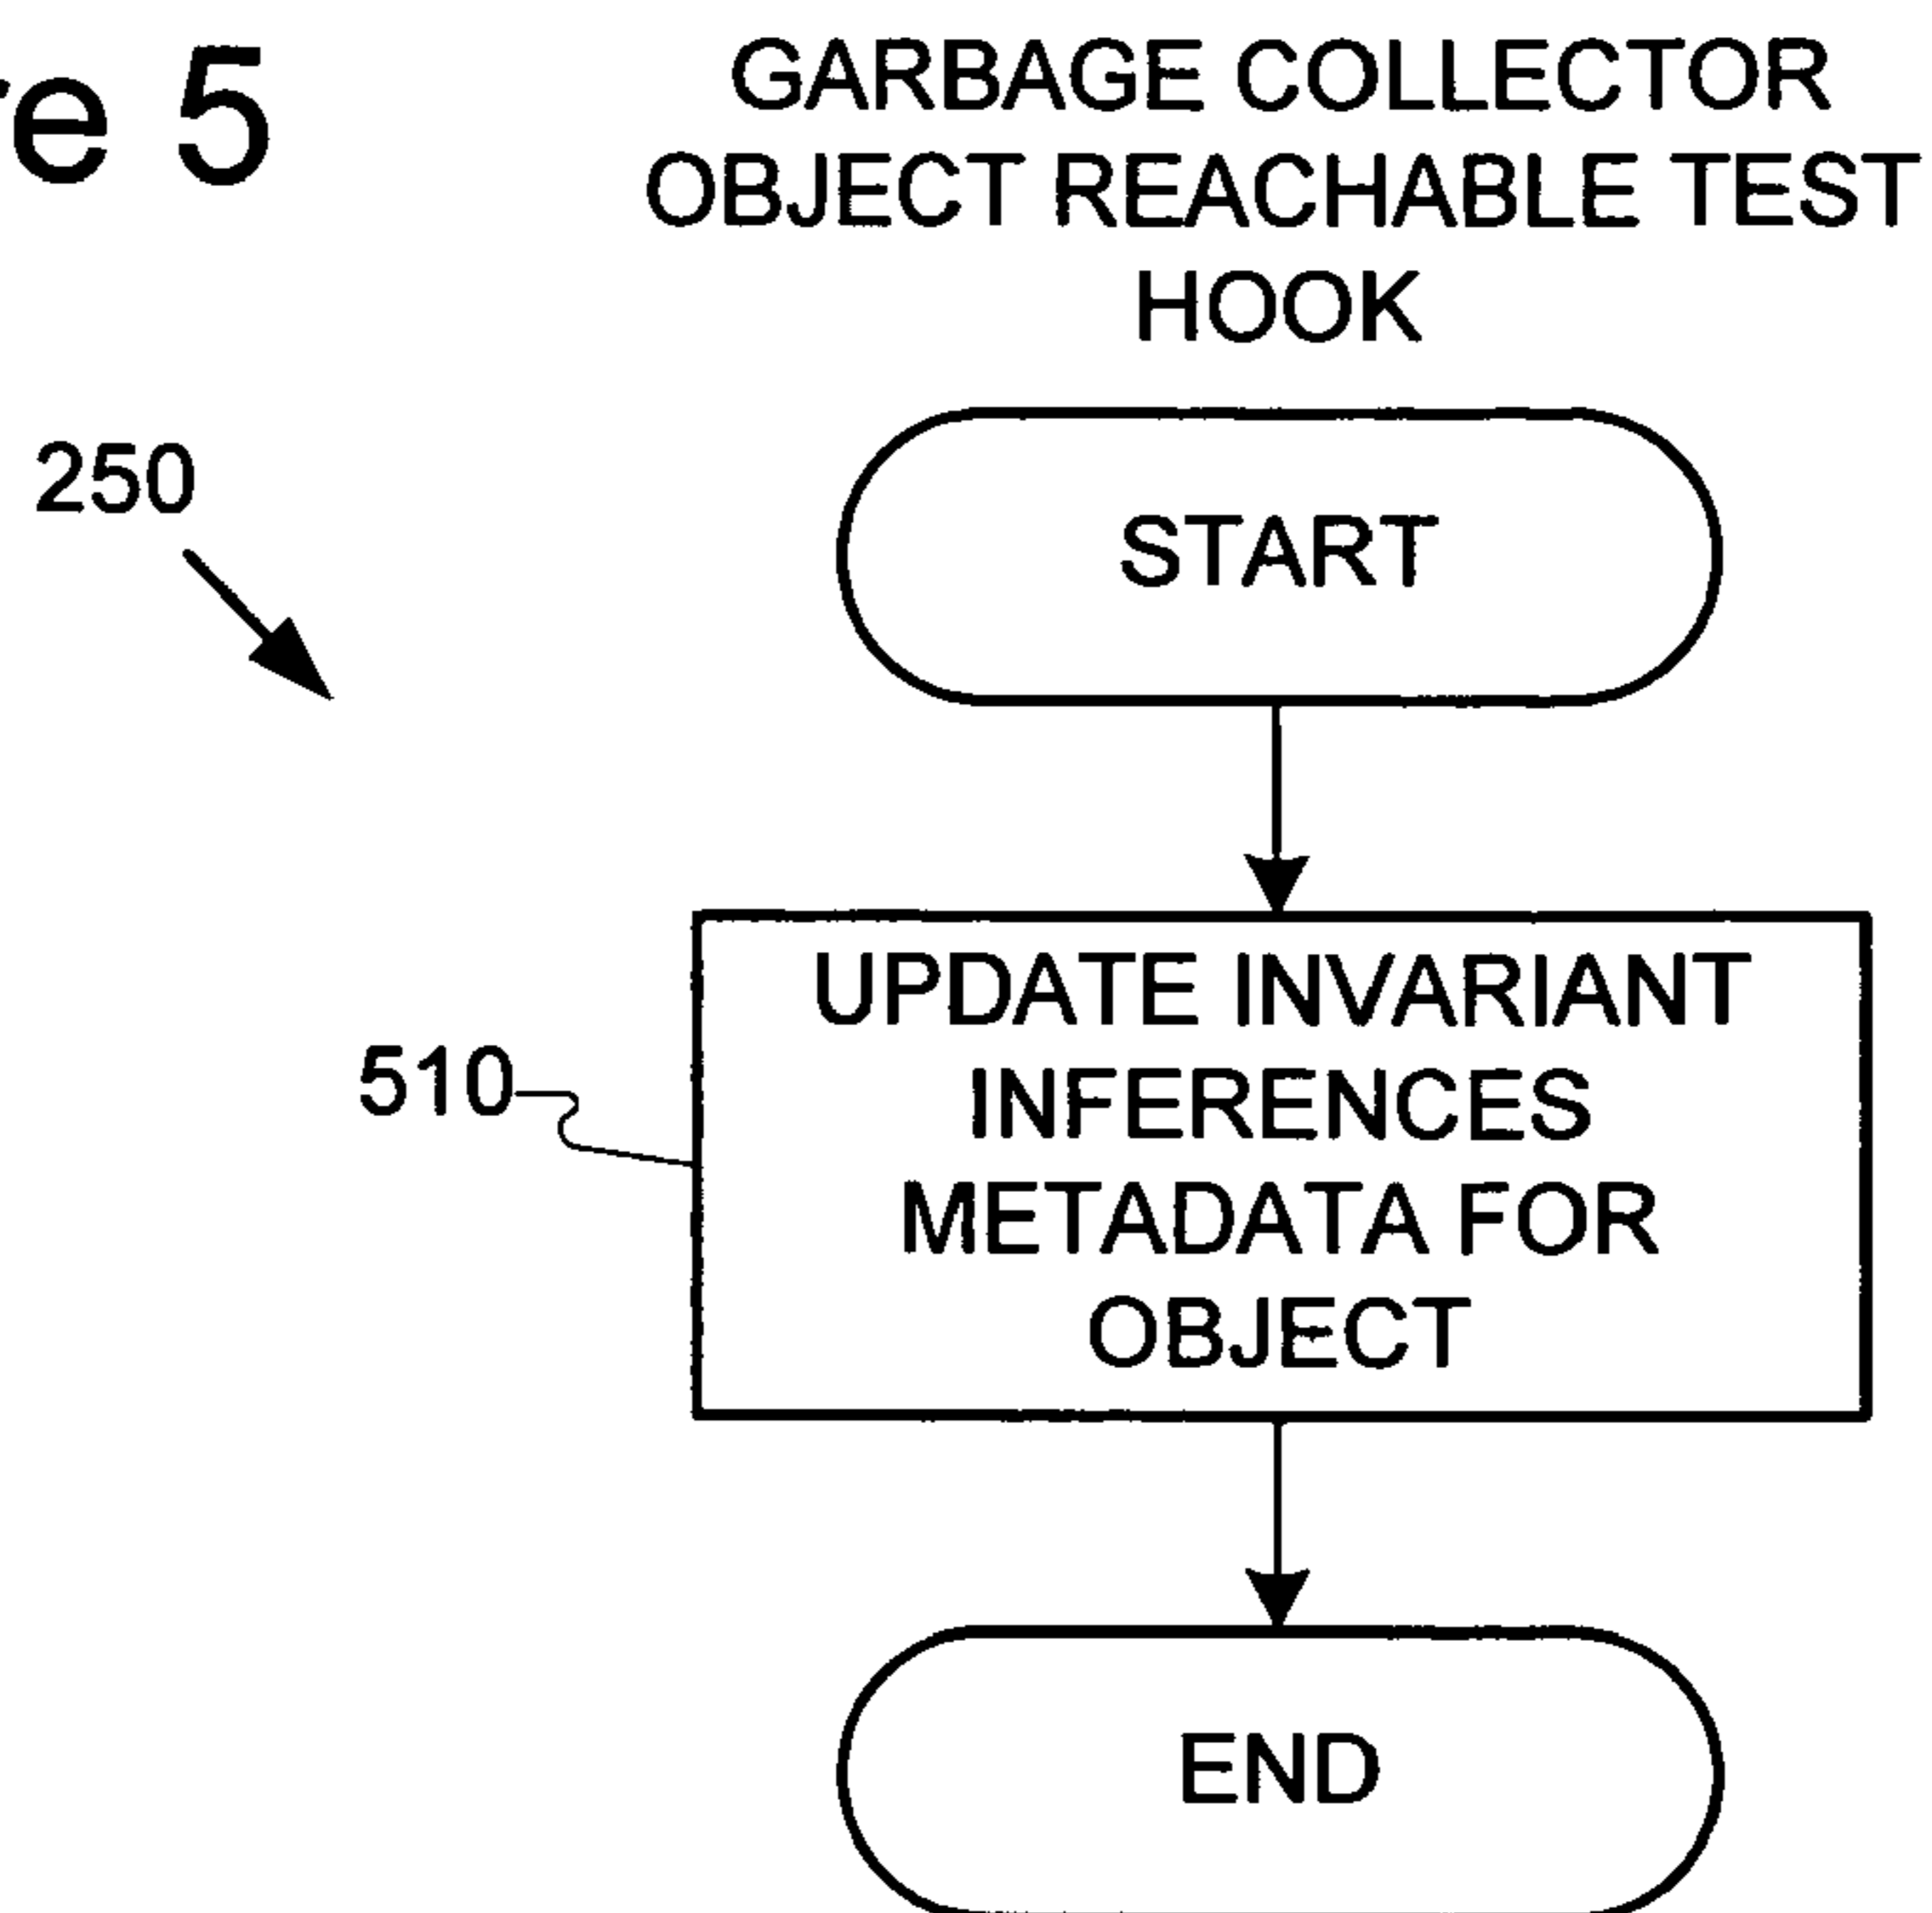 re 5
GARBAGE COLLECTOR
OBJECT REACHABLE TEST
HOOK
250
START
UPDATE INVARIANT
INFERENCES
METADATA FOR
OBJECT
510
END